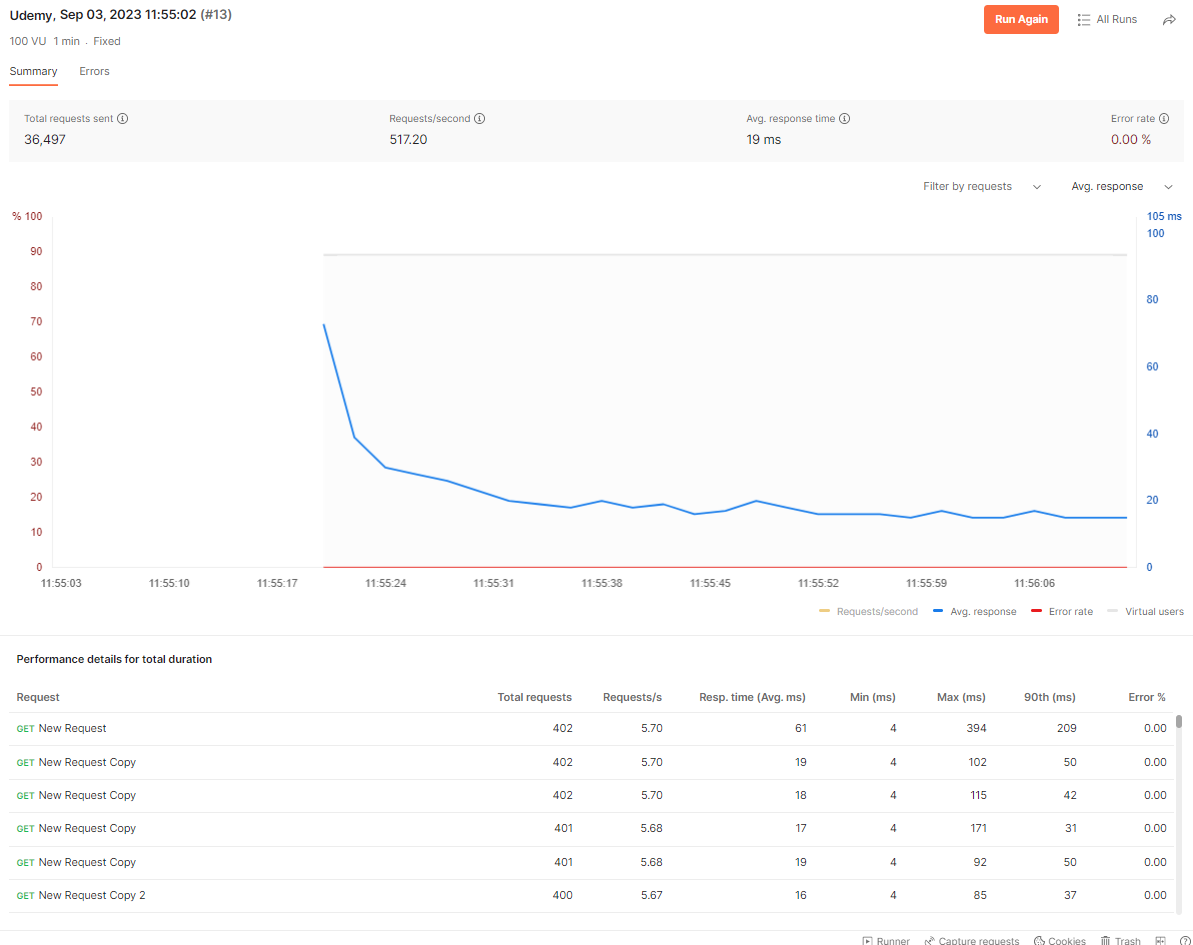 Udemy, Sep 03, 2023 11:55:02 (#13)
Run Again
All Runs
100 VU 1 min . Fixed
Summary Errors
Total requests sent Requests/second Avg. response time Error rate
36,497 517.20 19 ms 0.00 %
Filter by requests Avg. response
% 100 105 ms
100
90
80 80
70
60 60
50
40 40
30
20 20
10
0 0
11:55:03 11:55:10 11:55:17 11:55:24 11:55:31 11:55:38 11:55:45 11:55:52 11:55:59 11:56:06
Requests/second Avg. response Error rate Virtual users
Performance details for total duration
Request Total requests Requests/s Resp. time (Avg. ms) Min (ms) Max (ms) 90th (ms) Error %
GET New Request 402 5.70 61 4 394 209 0.00
GET New Request Copy 402 5.70 19 4 102 50 0.00
GET New Request Copy 402 5.70 18 4 115 42 0.00
GET New Request Copy 401 5.68 17 4 171 31 0.00
GET New Request Copy 401 5.68 19 4 92 50 0.00
GET New Request Copy 2 400 5.67 16 4 85 37 0.00
Runner Capture requests Cookies Trash